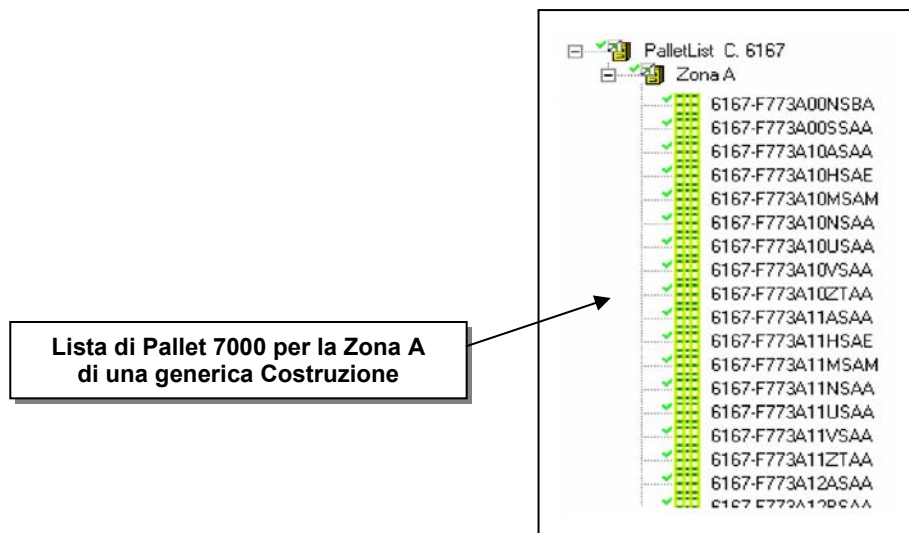 PalletList C. 6167
Zona A
6167-F773A00NSBA
6167-F773A00SSAA
6167-F773A10ASAA
6167-F773A10HSAE
6167-F773A10MSAM
6167-F773A10NSAA
6167-F773A10USAA
6167-F773A10VSAA
6167-F773A10ZTAA
6167-F773A11ASAA
6167-F773A11HSAE
6167-F773A11MSAM
6167-F773A11NSAA
6167-F773A11USAA
6167-F773A11VSAA
6167-F773A11ZTAA
6167-F773A12ASAA
Lista di Pallet 7000 per la Zona A
di una generica Costruzione